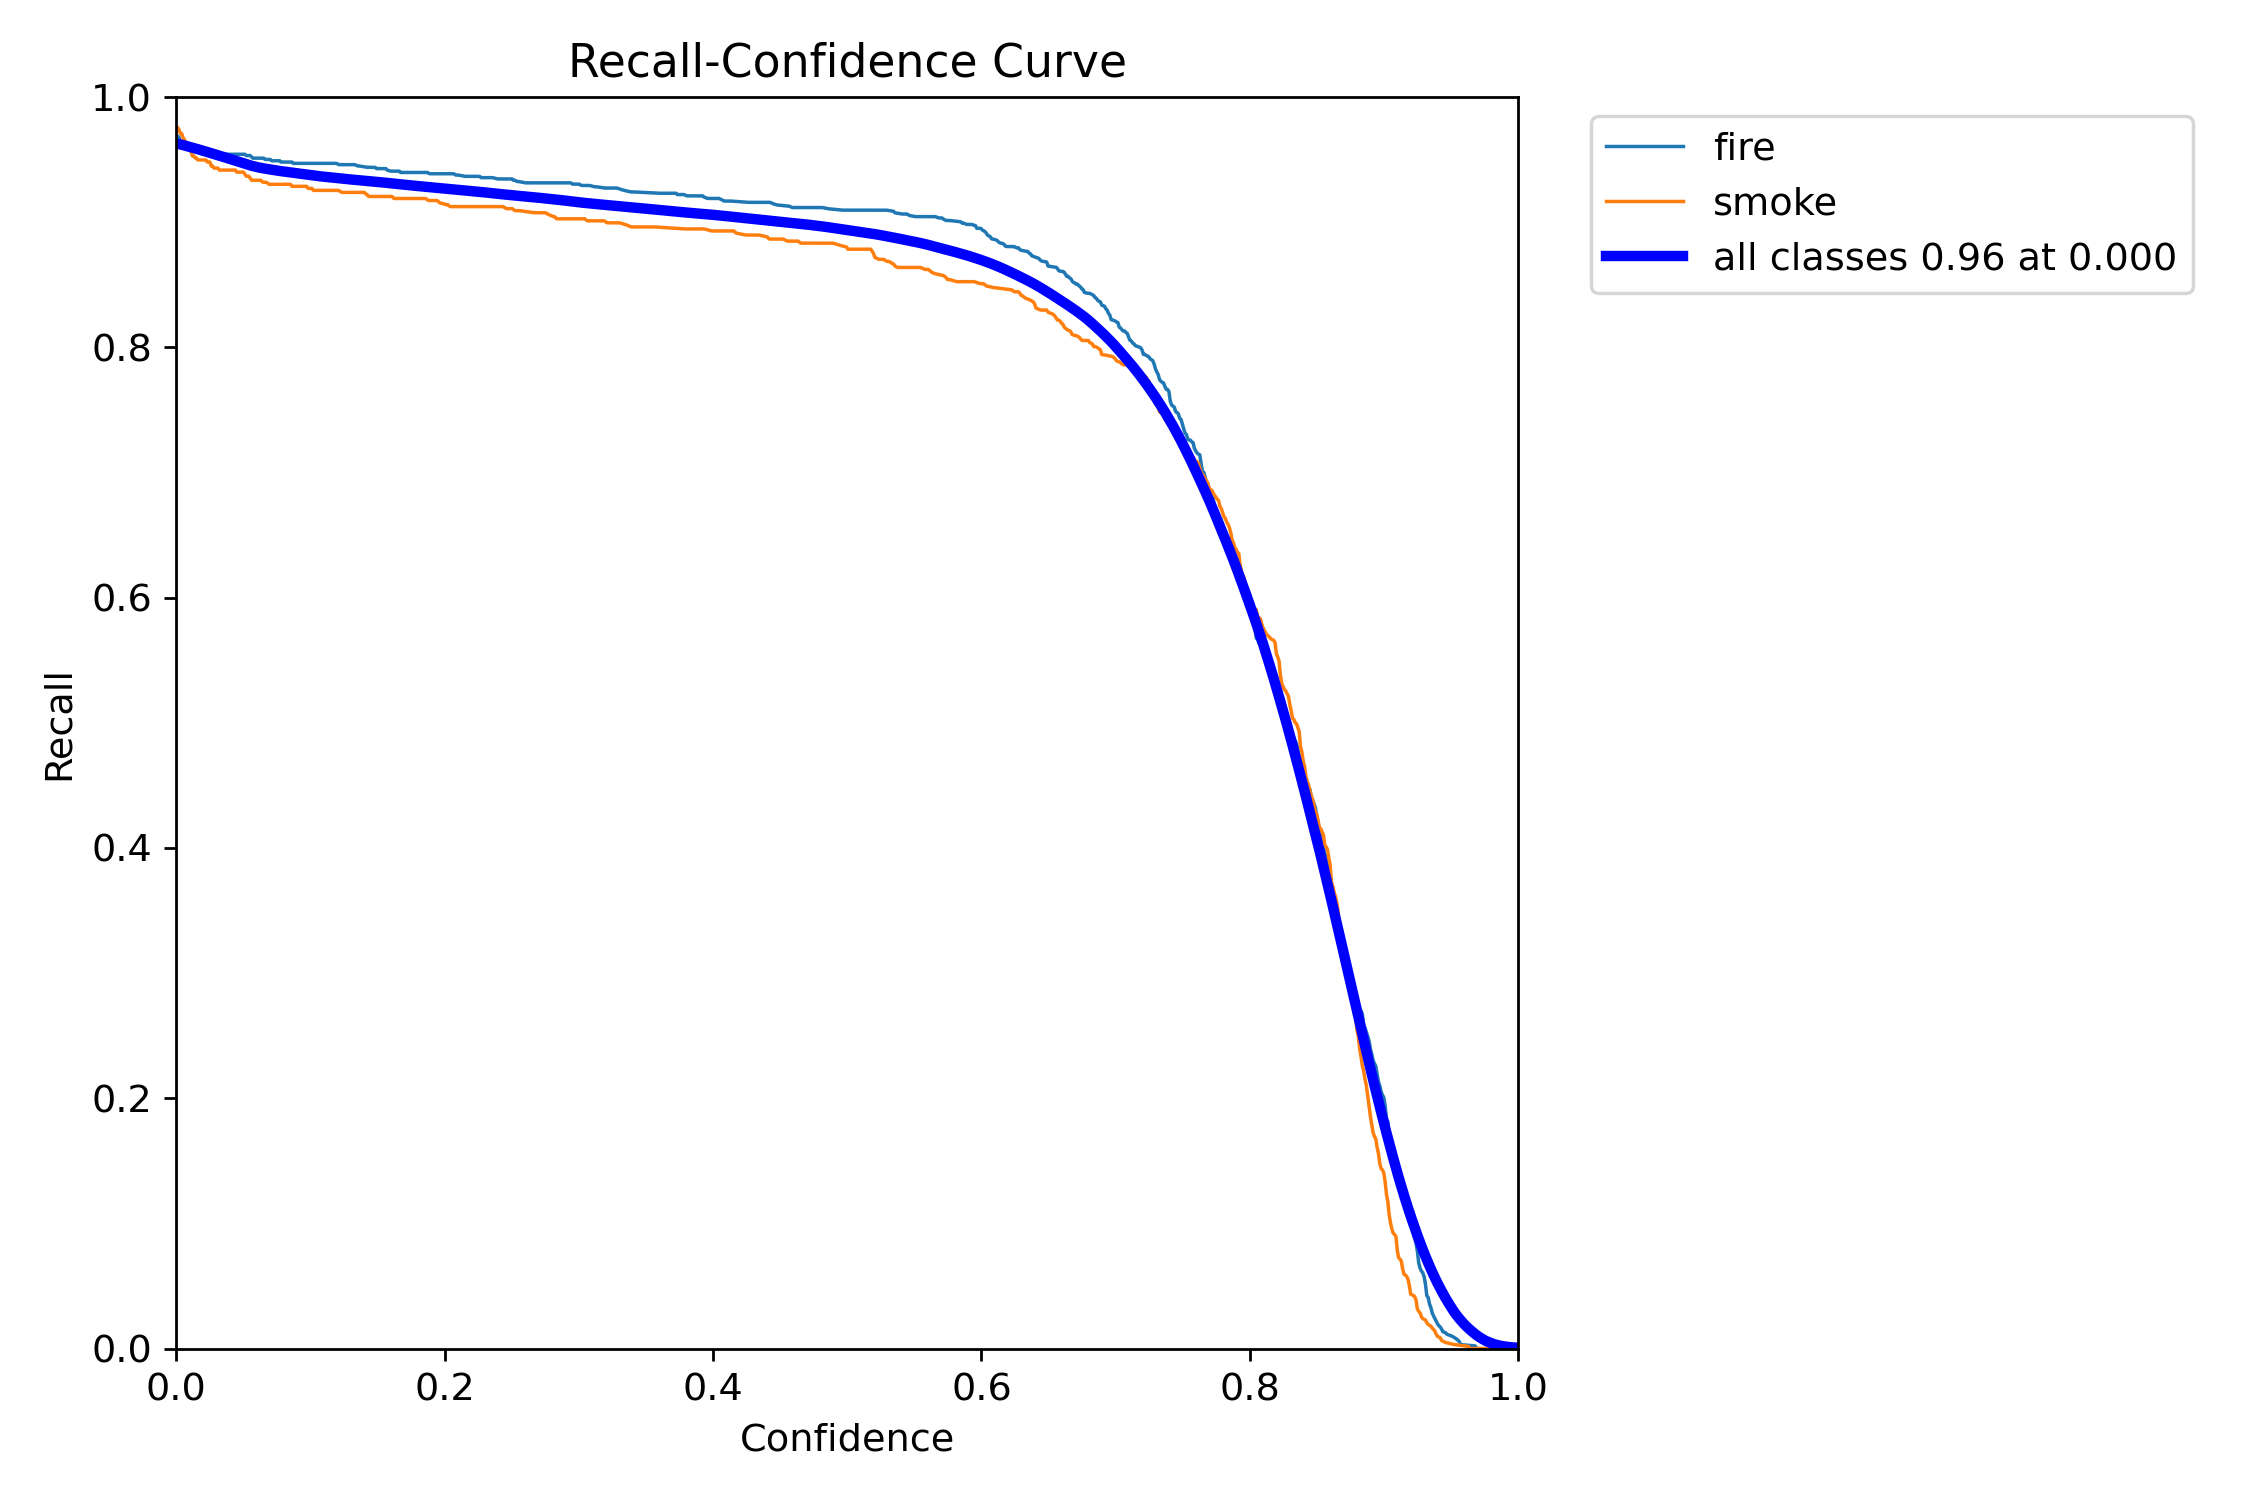 Recall-Confidence Curve
1.0
0.8
0.6
0.4
0.2
0.0
Recall
0.0 0.2 0.4 0.6 0.8 1.0
Confidence
fire
smoke
all classes 0.96 at 0.000